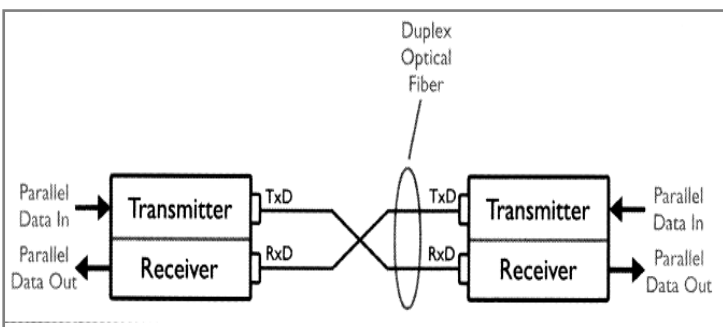 Duplex
Optical
Fiber
Parallel
Data In
Transmitter
TxD
TxD
Transmitter
Parallel
Data In
Parallel
Data Out
Receiver
RxD
RxD
Receiver
Parallel
Data Out